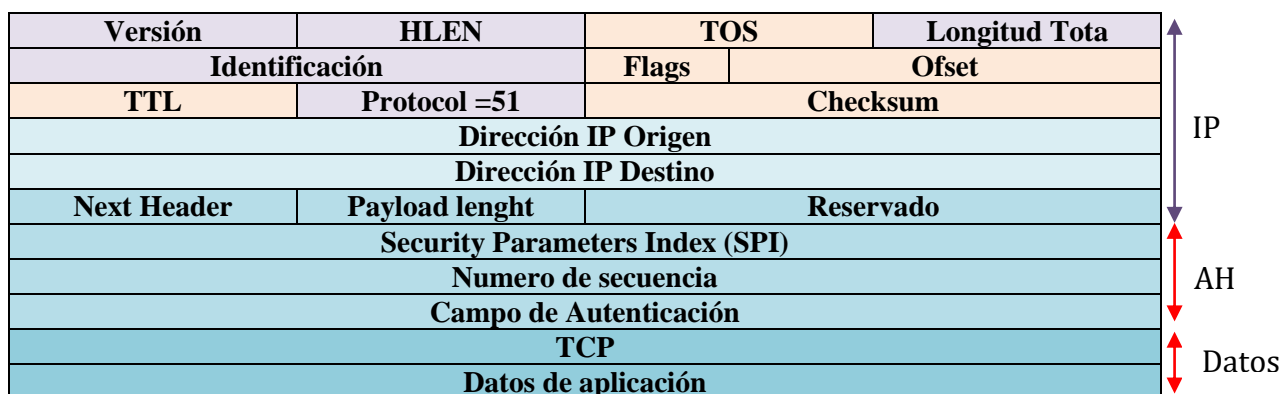 Versión HLEN TOS Longitud Tota
Identificación Flags Ofset
TTL Protocol =51 Checksum
Dirección IP Origen
IP
Dirección IP Destino
Next Header Payload lenght Reservado
Security Parameters Index (SPI)
Numero de secuencia
AH
Campo de Autenticación
TCP
Datos
Datos de aplicación